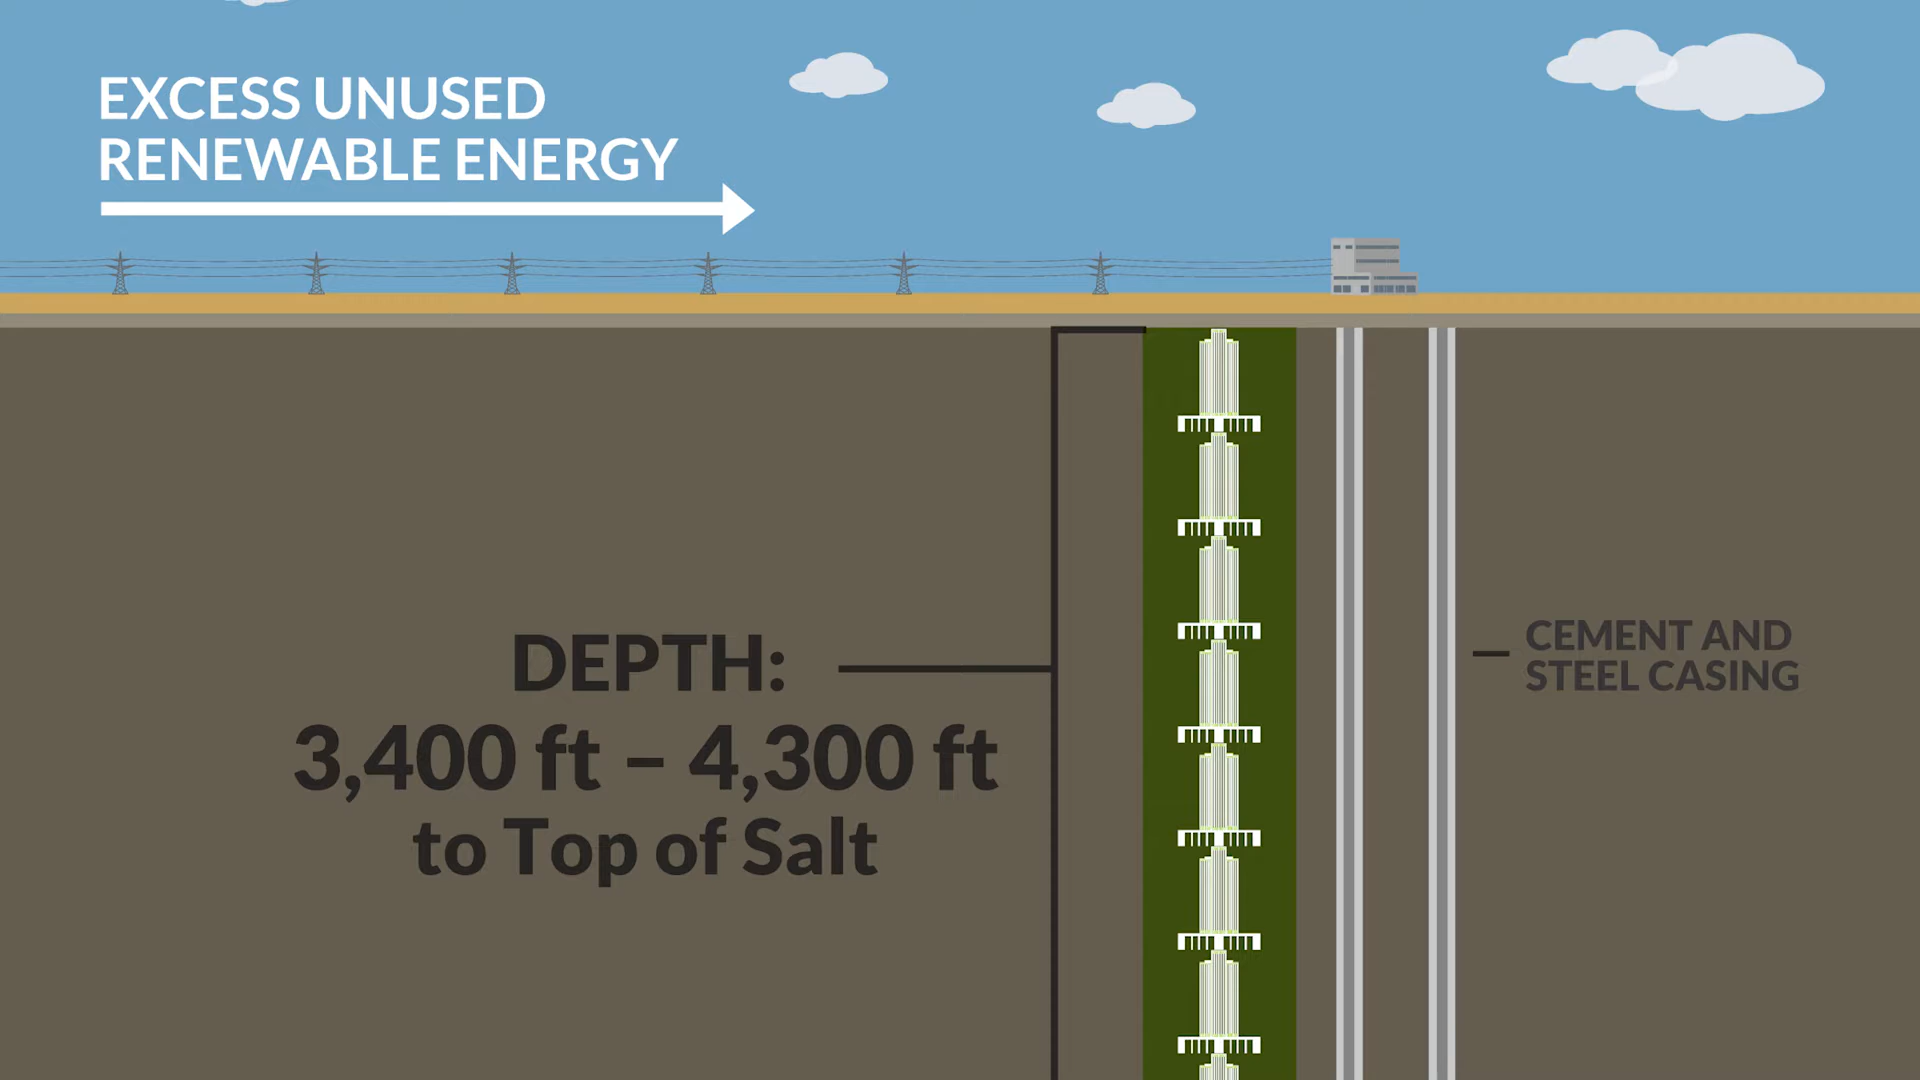 EXCESS UNUSED
RENEWABLE ENERGY
DEPTH:
3,400 ft – 4,300 ft
to Top of Salt
CEMENT AND
STEEL CASING